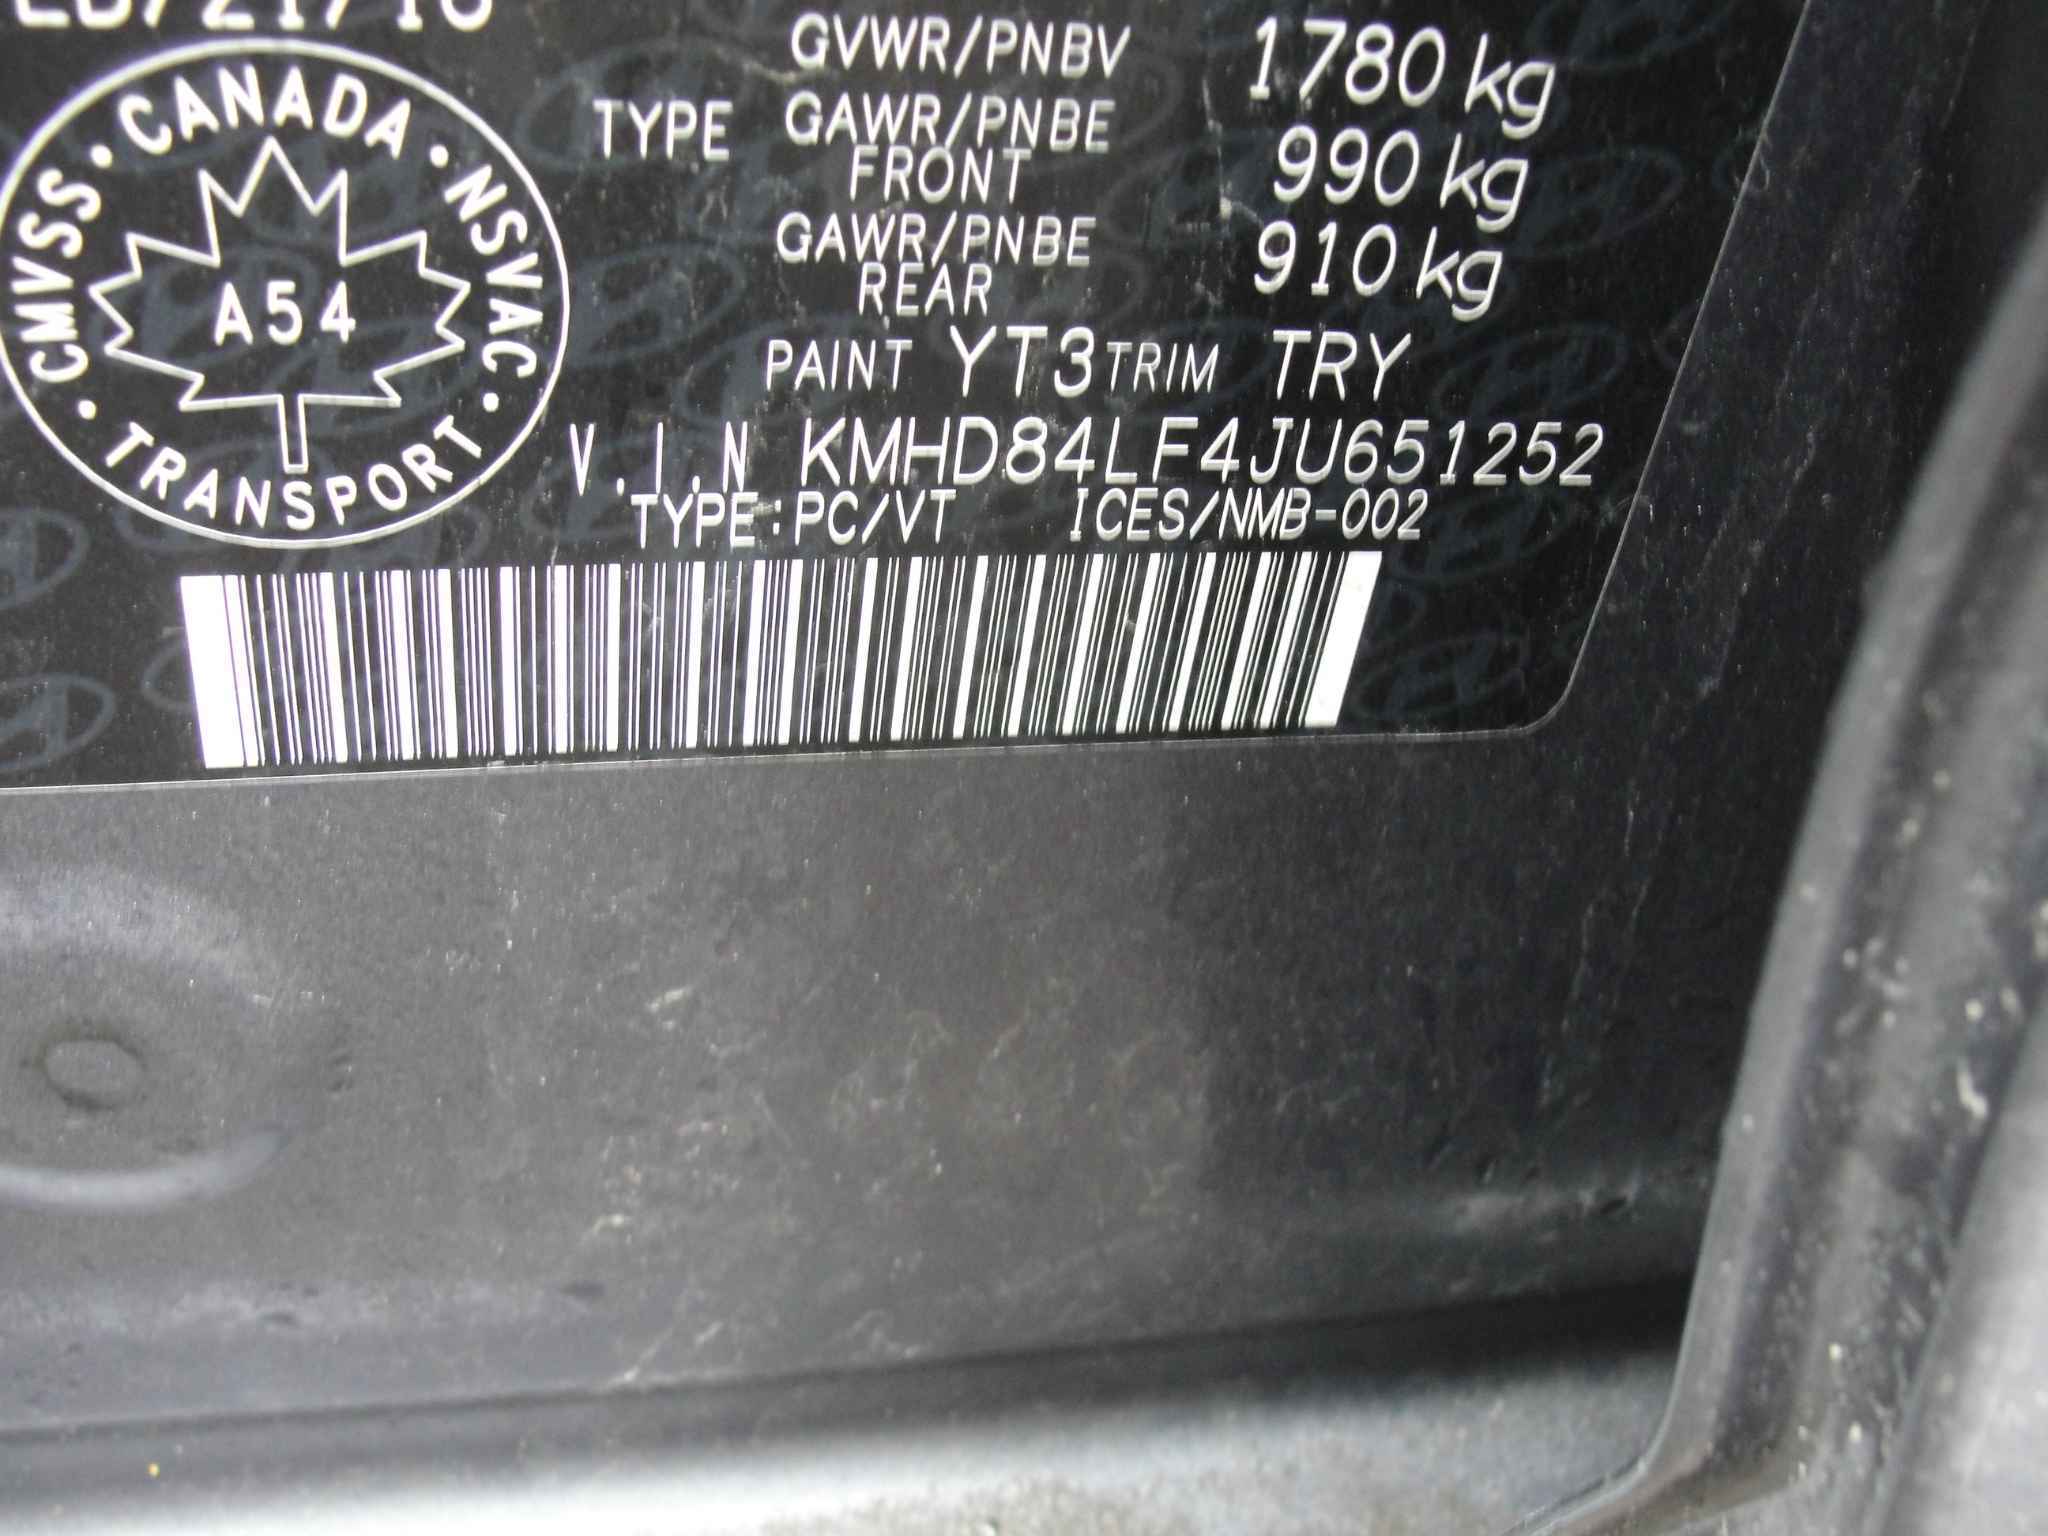 GVWR/PNBV 1780 kg
TYPE GAWR/PNBE FRONT 990 kg
GAWR/PNBE REAR 910 kg
PAINT YT3 TRIM TRY
V.I.N KMHD84LF4JU651252
TYPE:PC/VT ICES/NMB-002
CMVSS · CANADA · NSVAC · TRANSPORT ·
A54